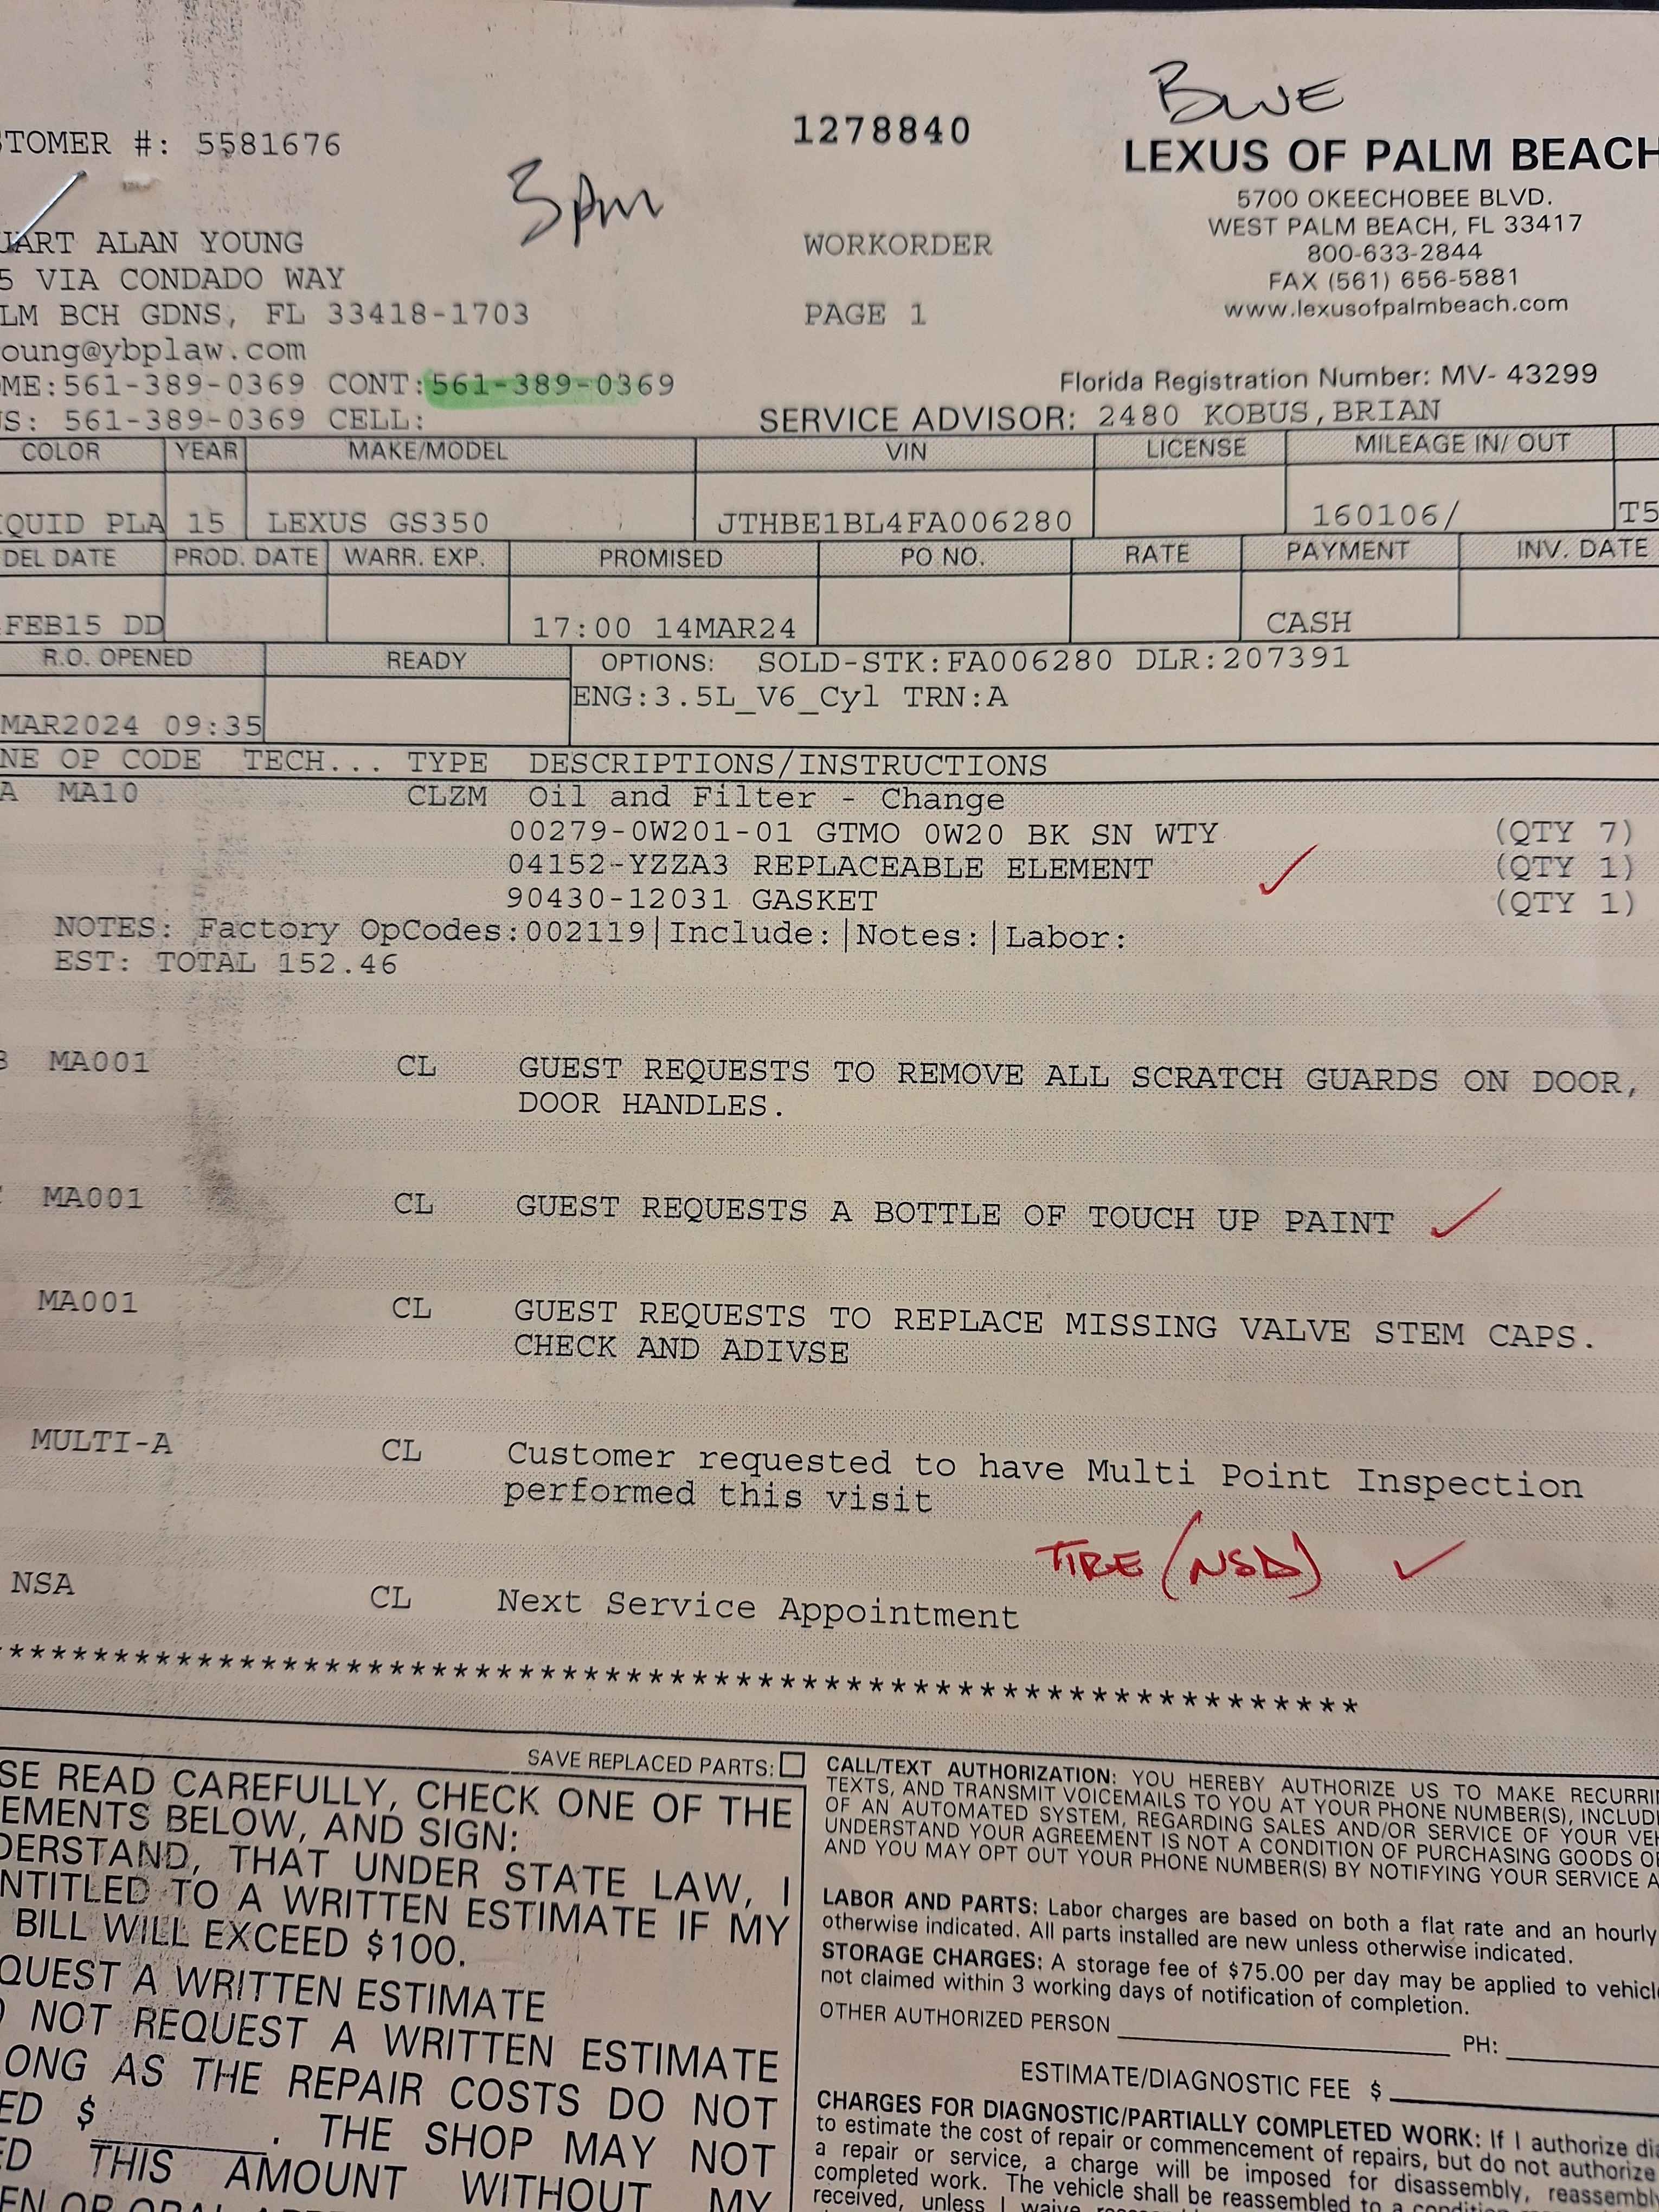 BLUE
STOMER #: 5581676
1278840
LEXUS OF PALM BEACH
5700 OKEECHOBEE BLVD.
WEST PALM BEACH, FL 33417
800-633-2844
FAX (561) 656-5881
www.lexusofpalmbeach.com
3pm
UART ALAN YOUNG
5 VIA CONDADO WAY
LM BCH GDNS, FL 33418-1703
oung@ybplaw.com
WORKORDER
PAGE 1
OME:561-389-0369 CONT:561-389-0369
US: 561-389-0369 CELL:
Florida Registration Number: MV- 43299
SERVICE ADVISOR: 2480 KOBUS,BRIAN
COLOR YEAR MAKE/MODEL VIN LICENSE MILEAGE IN/ OUT
IQUID PLA 15 LEXUS GS350 JTHBE1BL4FA006280 160106/ T5
DEL DATE PROD. DATE WARR. EXP. PROMISED PO NO. RATE PAYMENT INV. DATE
FEB15 DD 17:00 14MAR24 CASH
R.O. OPENED READY OPTIONS: SOLD-STK:FA006280 DLR:207391
ENG:3.5L_V6_Cyl TRN:A
MAR2024 09:35
NE OP CODE TECH... TYPE DESCRIPTIONS/INSTRUCTIONS
A MA10 CLZM Oil and Filter - Change
00279-0W201-01 GTMO 0W20 BK SN WTY (QTY 7)
04152-YZZA3 REPLACEABLE ELEMENT (QTY 1)
90430-12031 GASKET (QTY 1)
NOTES: Factory OpCodes:002119|Include:|Notes:|Labor:
EST: TOTAL 152.46
B MA001 CL GUEST REQUESTS TO REMOVE ALL SCRATCH GUARDS ON DOOR,
DOOR HANDLES.
MA001 CL GUEST REQUESTS A BOTTLE OF TOUCH UP PAINT
MA001 CL GUEST REQUESTS TO REPLACE MISSING VALVE STEM CAPS.
CHECK AND ADIVSE
MULTI-A CL Customer requested to have Multi Point Inspection
performed this visit
TIRE (NSD)
NSA CL Next Service Appointment
*****************************************************************
SAVE REPLACED PARTS:
SE READ CAREFULLY, CHECK ONE OF THE
EMENTS BELOW, AND SIGN:
DERSTAND, THAT UNDER STATE LAW, I
NTITLED TO A WRITTEN ESTIMATE IF MY
BILL WILL EXCEED $100.
QUEST A WRITTEN ESTIMATE
O NOT REQUEST A WRITTEN ESTIMATE
ONG AS THE REPAIR COSTS DO NOT
ED $________. THE SHOP MAY NOT
ED THIS AMOUNT WITHOUT MY
CALL/TEXT AUTHORIZATION: YOU HEREBY AUTHORIZE US TO MAKE RECURRIN
TEXTS, AND TRANSMIT VOICEMAILS TO YOU AT YOUR PHONE NUMBER(S), INCLUDI
OF AN AUTOMATED SYSTEM, REGARDING SALES AND/OR SERVICE OF YOUR VEH
UNDERSTAND YOUR AGREEMENT IS NOT A CONDITION OF PURCHASING GOODS O
AND YOU MAY OPT OUT YOUR PHONE NUMBER(S) BY NOTIFYING YOUR SERVICE A
LABOR AND PARTS: Labor charges are based on both a flat rate and an hourly
otherwise indicated. All parts installed are new unless otherwise indicated.
STORAGE CHARGES: A storage fee of $75.00 per day may be applied to vehicl
not claimed within 3 working days of notification of completion.
OTHER AUTHORIZED PERSON ____________ PH: ______
ESTIMATE/DIAGNOSTIC FEE $ ________
CHARGES FOR DIAGNOSTIC/PARTIALLY COMPLETED WORK: If I authorize dia
to estimate the cost of repair or commencement of repairs, but do not authorize
a repair or service, a charge will be imposed for disassembly, reassembly
completed work. The vehicle shall be reassembled to a condition
received, unless I waive